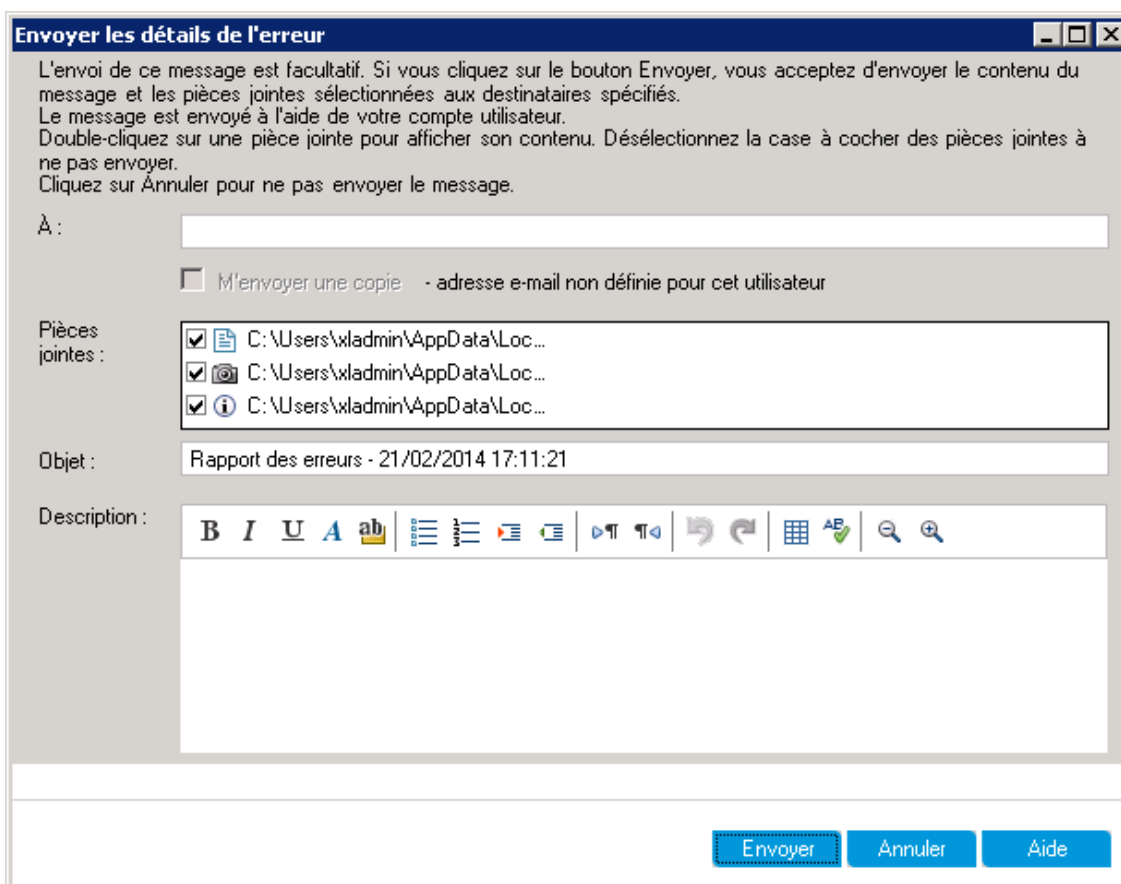 Envoyer les détails de l'erreur
L'envoi de ce message est facultatif. Si vous cliquez sur le bouton Envoyer, vous acceptez d'envoyer le contenu du
message et les pièces jointes sélectionnées aux destinataires spécifiés.
Le message est envoyé à l'aide de votre compte utilisateur.
Double-cliquez sur une pièce jointe pour afficher son contenu. Désélectionnez la case à cocher des pièces jointes à
ne pas envoyer.
Cliquez sur Annuler pour ne pas envoyer le message.
À :
M'envoyer une copie - adresse e-mail non définie pour cet utilisateur
Pièces
jointes :
C:\Users\xladmin\AppData\Loc...
C:\Users\xladmin\AppData\Loc...
C:\Users\xladmin\AppData\Loc...
Objet : Rapport des erreurs - 21/02/2014 17:11:21
Description :
B I U A ab
Envoyer Annuler Aide